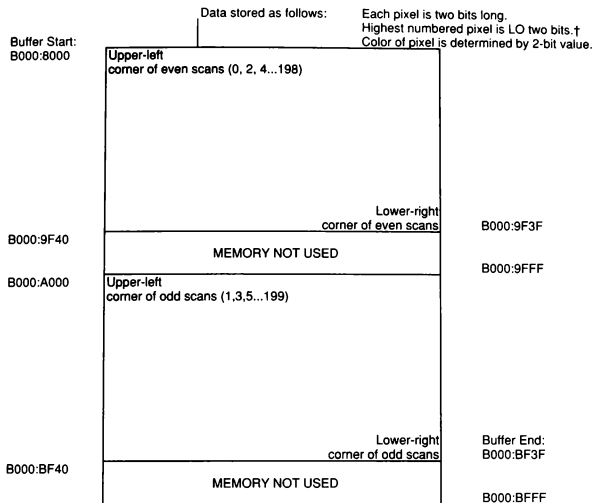 Data stored as follows:
Each pixel is two bits long.
Highest numbered pixel is LO two bits.†
Color of pixel is determined by 2-bit value.
Buffer Start:
B000:8000
Upper-left
corner of even scans (0, 2, 4...198)
Lower-right
corner of even scans
B000:9F3F
B000:9F40
MEMORY NOT USED
B000:9FFF
B000:A000
Upper-left
corner of odd scans (1,3,5...199)
Lower-right
corner of odd scans
Buffer End:
B000:BF3F
B000:BF40
MEMORY NOT USED
B000:BFFF